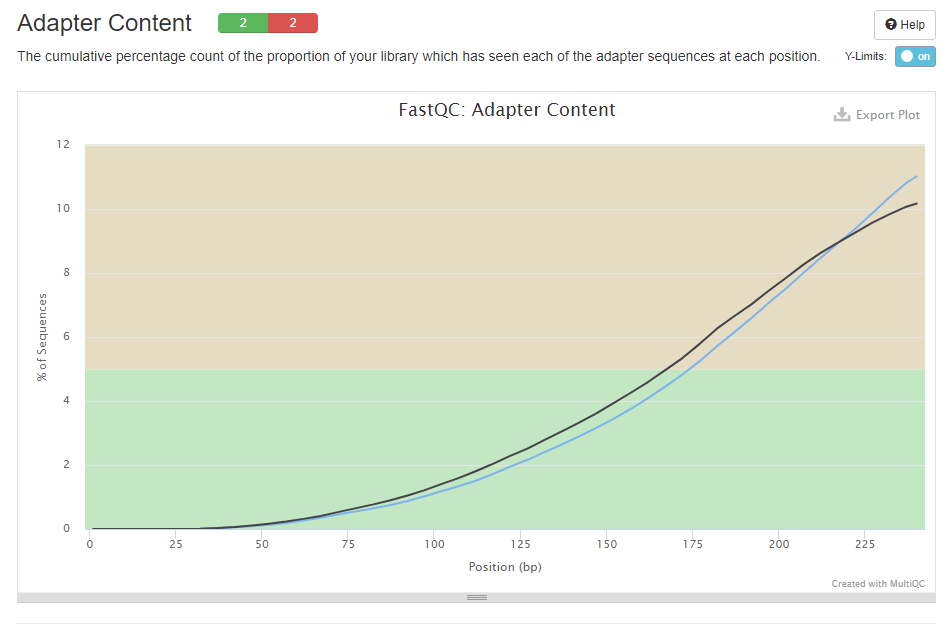 Adapter Content 2 2
Help
The cumulative percentage count of the proportion of your library which has seen each of the adapter sequences at each position. Y-Limits: on
FastQC: Adapter Content
Export Plot
12
10
8
6
4
2
0
% of Sequences
0 25 50 75 100 125 150 175 200 225
Position (bp)
Created with MultiQC